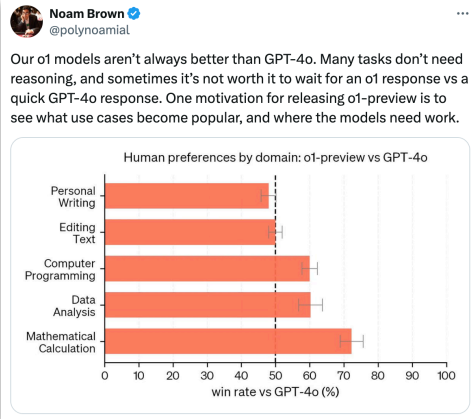 Noam Brown
@polynoamial
Our o1 models aren't always better than GPT-4o. Many tasks don't need
reasoning, and sometimes it's not worth it to wait for an o1 response vs a
quick GPT-4o response. One motivation for releasing o1-preview is to
see what use cases become popular, and where the models need work.
Human preferences by domain: o1-preview vs GPT-4o
Personal
Writing
Editing
Text
Computer
Programming
Data
Analysis
Mathematical
Calculation
0 10 20 30 40 50 60 70 80 90 100
win rate vs GPT-4o (%)